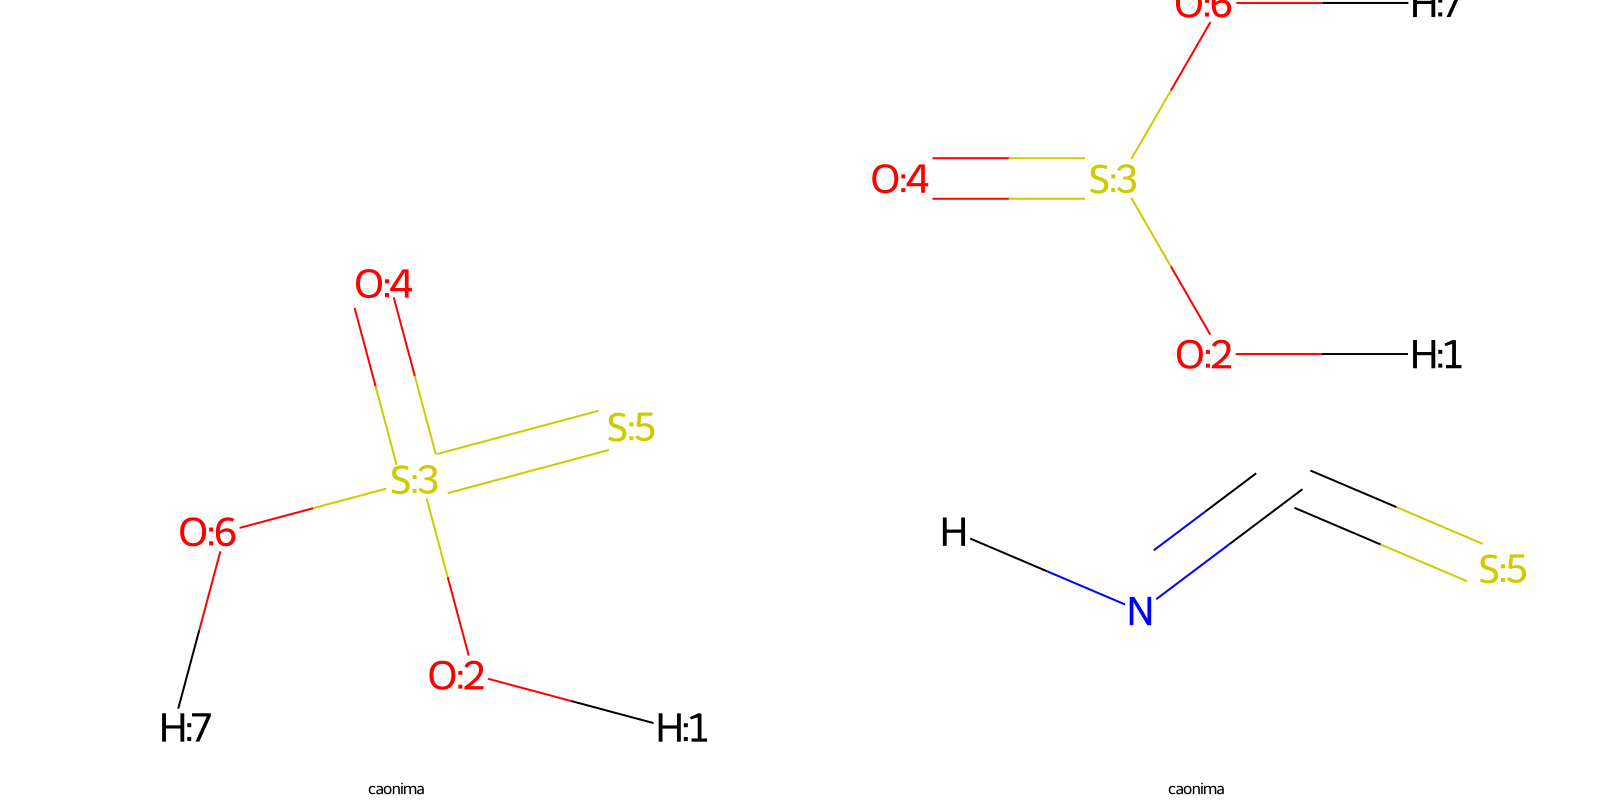 O:6 H:7
O:4 S:3
O:4
O:2 H:1
S:5
S:3
O:6 H S:5
N
O:2
H:7 H:1
caonima caonima